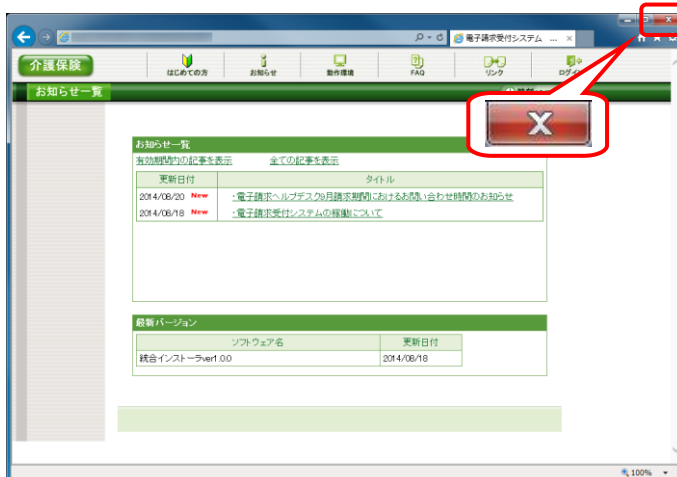 電子請求受付システム ... ×
介護保険
はじめての方 お知らせ 動作環境 FAQ リンク
お知らせ一覧
お知らせ一覧
有効期間内の記事を表示 全ての記事を表示
更新日付 タイトル
2014/08/20 New ・電子請求ヘルプデスク9月請求期間におけるお問い合わせ時間のお知らせ
2014/08/18 New ・電子請求受付システムの稼働について
最新バージョン
ソフトウェア名 更新日付
統合インストーラver1.0.0 2014/08/18
100%